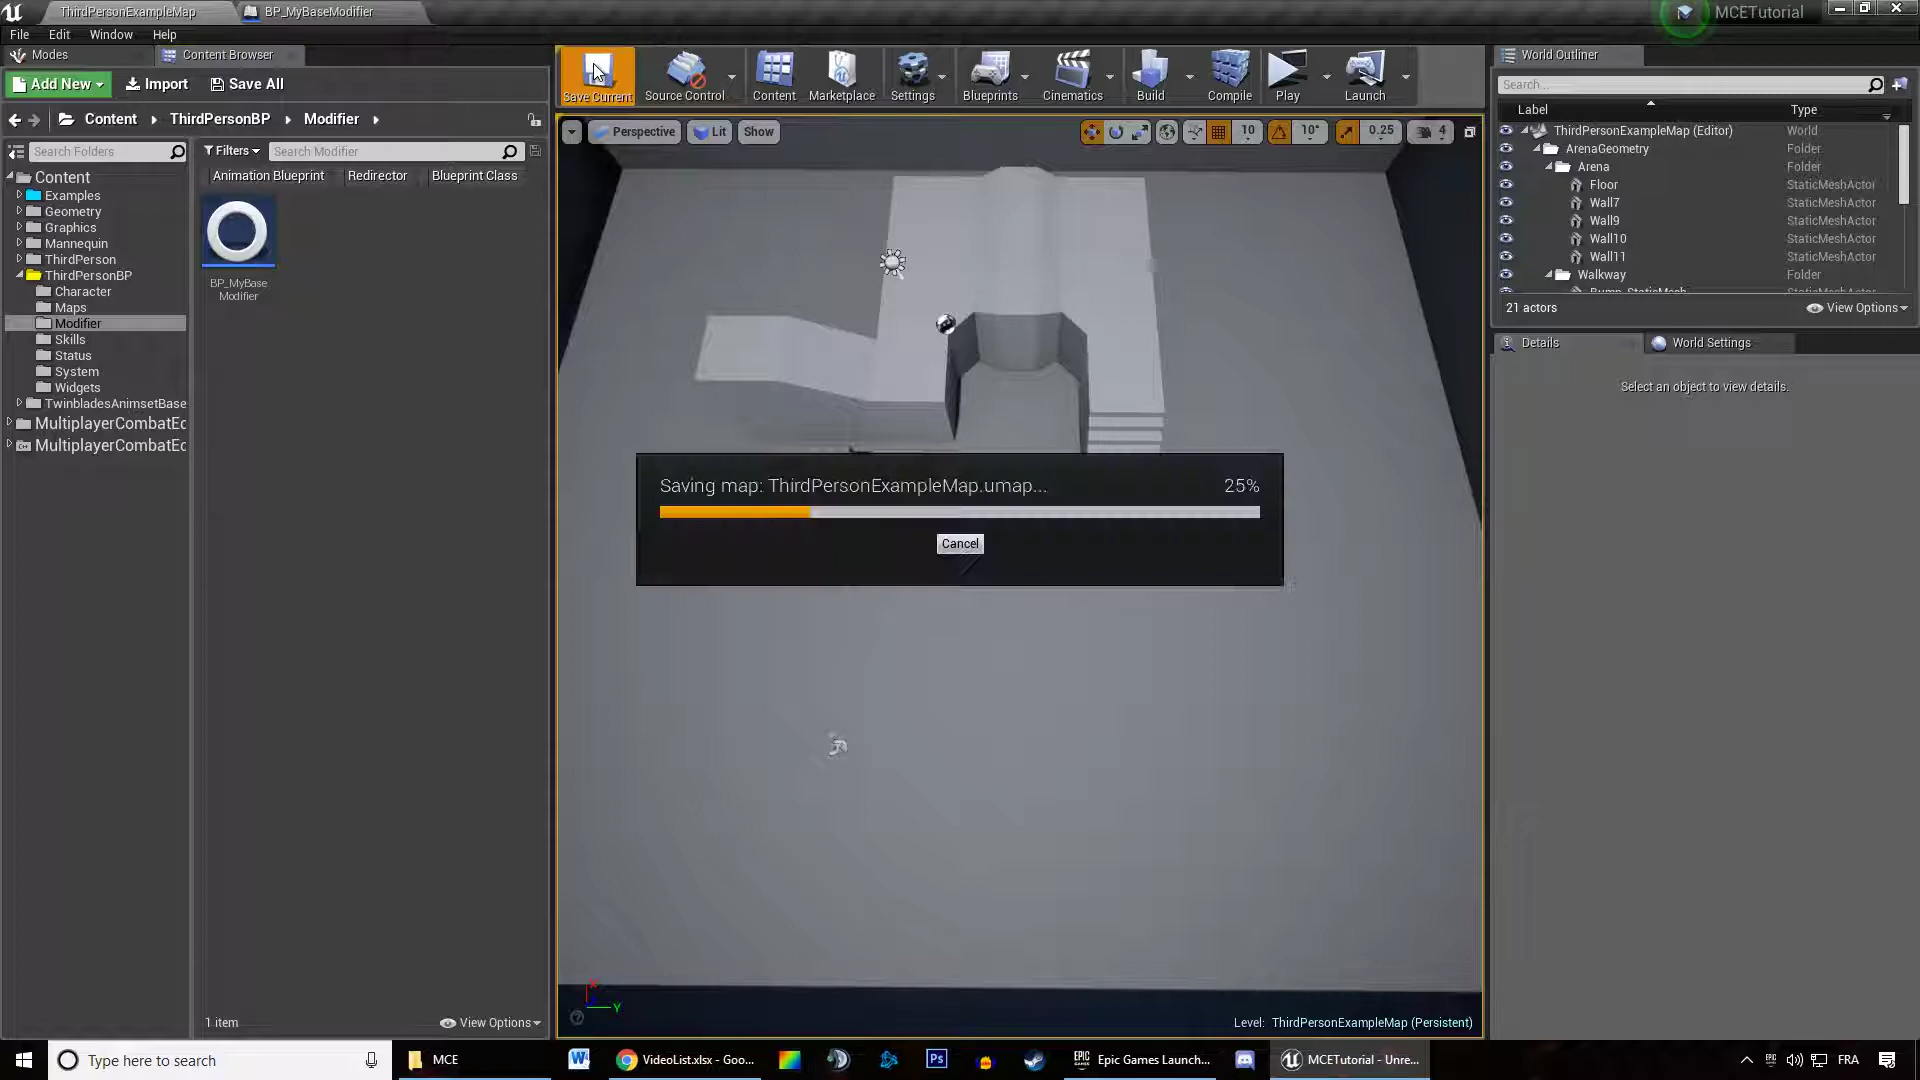 ThirdPersonExampleMap
BP_MyBaseModifier
MCETutorial
File Edit Window Help
Modes
Content Browser
Add New
Import
Save All
Content ThirdPersonBP Modifier
Search Folders
Filters
Search Modifier
Animation Blueprint Redirector Blueprint Class
Content
Examples
Geometry
Graphics
Mannequin
ThirdPerson
ThirdPersonBP
Character
Maps
Modifier
Skills
Status
System
Widgets
TwinbladesAnimsetBase
MultiplayerCombatEc
MultiplayerCombatEc
BP_MyBase
Modifier
1 item
View Options
Save Current
Source Control
Content
Marketplace
Settings
Blueprints
Cinematics
Build
Compile
Play
Launch
Perspective
Lit
Show
10
10°
0.25
4
Saving map: ThirdPersonExampleMap.umap...
25%
Cancel
X
Y
Level: ThirdPersonExampleMap (Persistent)
World Outliner
Search...
Label Type
ThirdPersonExampleMap (Editor) World
ArenaGeometry Folder
Arena Folder
Floor StaticMeshActor
Wall7 StaticMeshActor
Wall9 StaticMeshActor
Wall10 StaticMeshActor
Wall11 StaticMeshActor
Walkway Folder
21 actors
View Options
Details
World Settings
Select an object to view details.
Type here to search
MCE
VideoList.xlsx - Goo...
Ps
Epic Games Launch...
MCETutorial - Unre...
FRA